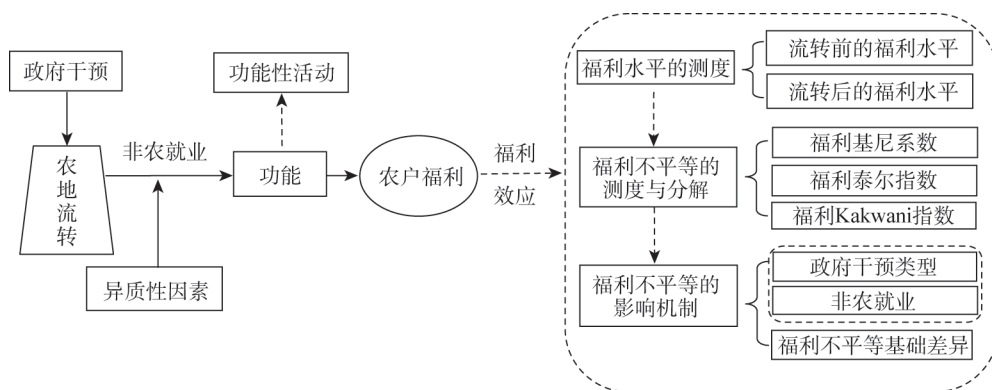 政府干预
农地流转
非农就业
异质性因素
功能性活动
功能
农户福利
福利
效应
福利水平的测度
流转前的福利水平
流转后的福利水平
福利不平等的
测度与分解
福利基尼系数
福利泰尔指数
福利Kakwani指数
福利不平等的
影响机制
政府干预类型
非农就业
福利不平等基础差异